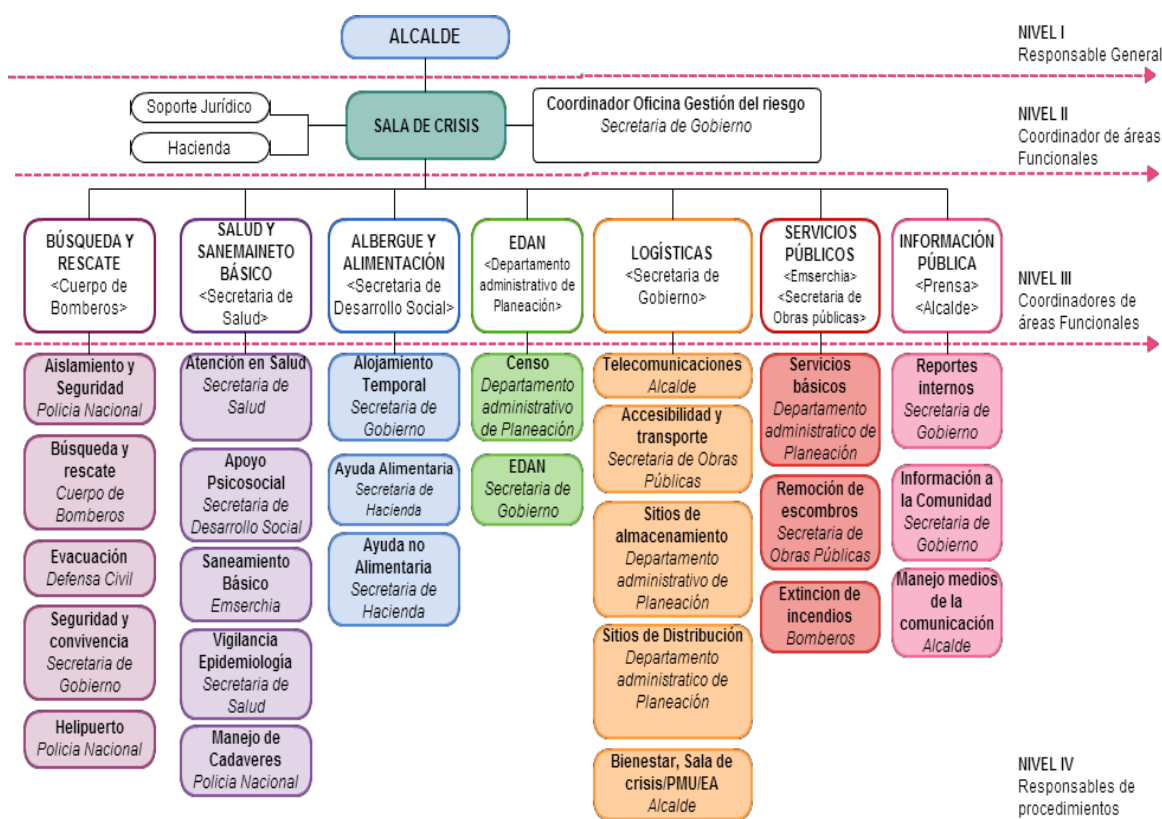 ALCALDE
NIVEL I
Responsable General
Soporte Jurídico
Hacienda
SALA DE CRISIS
Coordinador Oficina Gestión del riesgo
Secretaria de Gobierno
NIVEL II
Coordinador de áreas
Funcionales
BÚSQUEDA Y
RESCATE
<Cuerpo de
Bomberos>
SALUD Y
SANEMAINETO
BÁSICO
<Secretaria de
Salud>
ALBERGUE Y
ALIMENTACIÓN
<Secretaria de
Desarrollo Social>
EDAN
<Departamento
administrativo de
Planeación>
LOGÍSTICAS
<Secretaria de
Gobierno>
SERVICIOS
PÚBLICOS
<Emserchia>
<Secretaria de
Obras públicas>
INFORMACIÓN
PÚBLICA
<Prensa>
<Alcalde>
NIVEL III
Coordinadores de
áreas Funcionales
Aislamiento y
Seguridad
Policia Nacional
Búsqueda y
rescate
Cuerpo de
Bomberos
Evacuación
Defensa Civil
Seguridad y
convivencia
Secretaria de
Gobierno
Helipuerto
Policia Nacional
Atención en Salud
Secretaria de
Salud
Apoyo
Psicosocial
Secretaria de
Desarrollo Social
Saneamiento
Básico
Emserchia
Vigilancia
Epidemiología
Secretaria de
Salud
Manejo de
Cadaveres
Policia Nacional
Alojamiento
Temporal
Secretaria de
Gobierno
Ayuda Alimentaria
Secretaria de
Hacienda
Ayuda no
Alimentaria
Secretaria de
Hacienda
Censo
Departamento
administrativo
de Planeación
EDAN
Secretaria de
Gobierno
Telecomunicaciones
Alcalde
Accesibilidad y
transporte
Secretaria de Obras
Públicas
Sitios de
almacenamiento
Departamento
administrativo de
Planeación
Sitios de Distribución
Departamento
administratico de
Planeación
Bienestar, Sala de
crisis/PMU/EA
Alcalde
Servicios
básicos
Departamento
administratico de
Planeación
Remoción de
escombros
Secretaria de
Obras Públicas
Extincion de
incendios
Bomberos
Reportes
internos
Secretaria de
Gobierno
Información a
la Comunidad
Secretaria de
Gobierno
Manejo medios
de la
comunicación
Alcalde
NIVEL IV
Responsables de
procedimientos